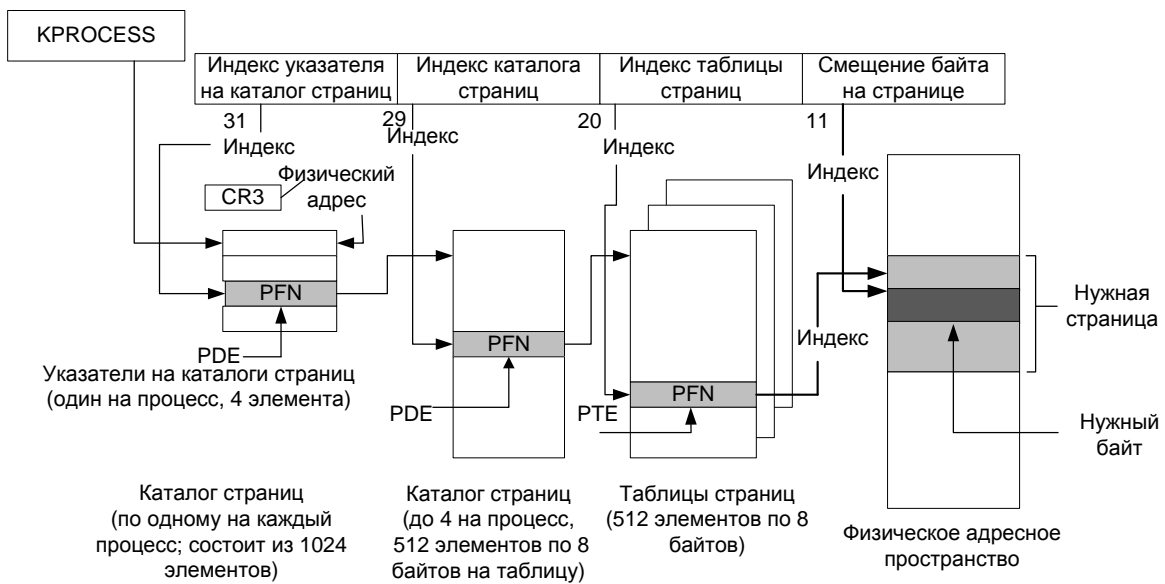 KPROCESS
Индекс указателя
на каталог страниц
Индекс каталога
страниц
Индекс таблицы
страниц
Смещение байта
на странице
31
29
20
11
Индекс
Индекс
Индекс
Индекс
CR3
Физический
адрес
PFN
PDE
Указатели на каталоги страниц
(один на процесс, 4 элемента)
PFN
PDE
PFN
PTE
Индекс
Нужная
страница
Нужный
байт
Каталог страниц
(по одному на каждый
процесс; состоит из 1024
элементов)
Каталог страниц
(до 4 на процесс,
512 элементов по 8
байтов на таблицу)
Таблицы страниц
(512 элементов по 8
байтов)
Физическое адресное
пространство